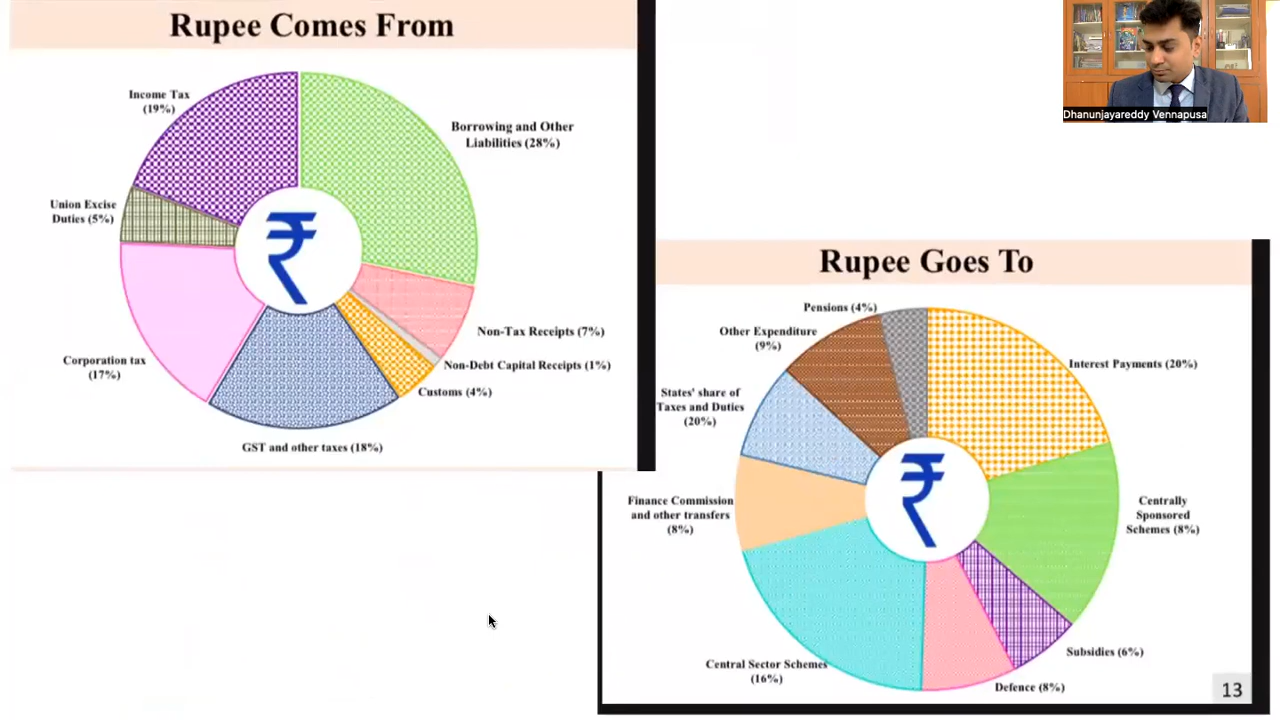 Rupee Comes From
Income Tax
(19%)
Borrowing and Other
Liabilities (28%)
Union Excise
Duties (5%)
₹
Non-Tax Receipts (7%)
Corporation tax
(17%)
Non-Debt Capital Receipts (1%)
Customs (4%)
GST and other taxes (18%)
Dhanunjayareddy Vennapusa
Rupee Goes To
Pensions (4%)
Other Expenditure
(9%)
Interest Payments (20%)
States' share of
Taxes and Duties
(20%)
₹
Finance Commission
and other transfers
(8%)
Centrally
Sponsored
Schemes (8%)
Subsidies (6%)
Central Sector Schemes
(16%)
Defence (8%)
13